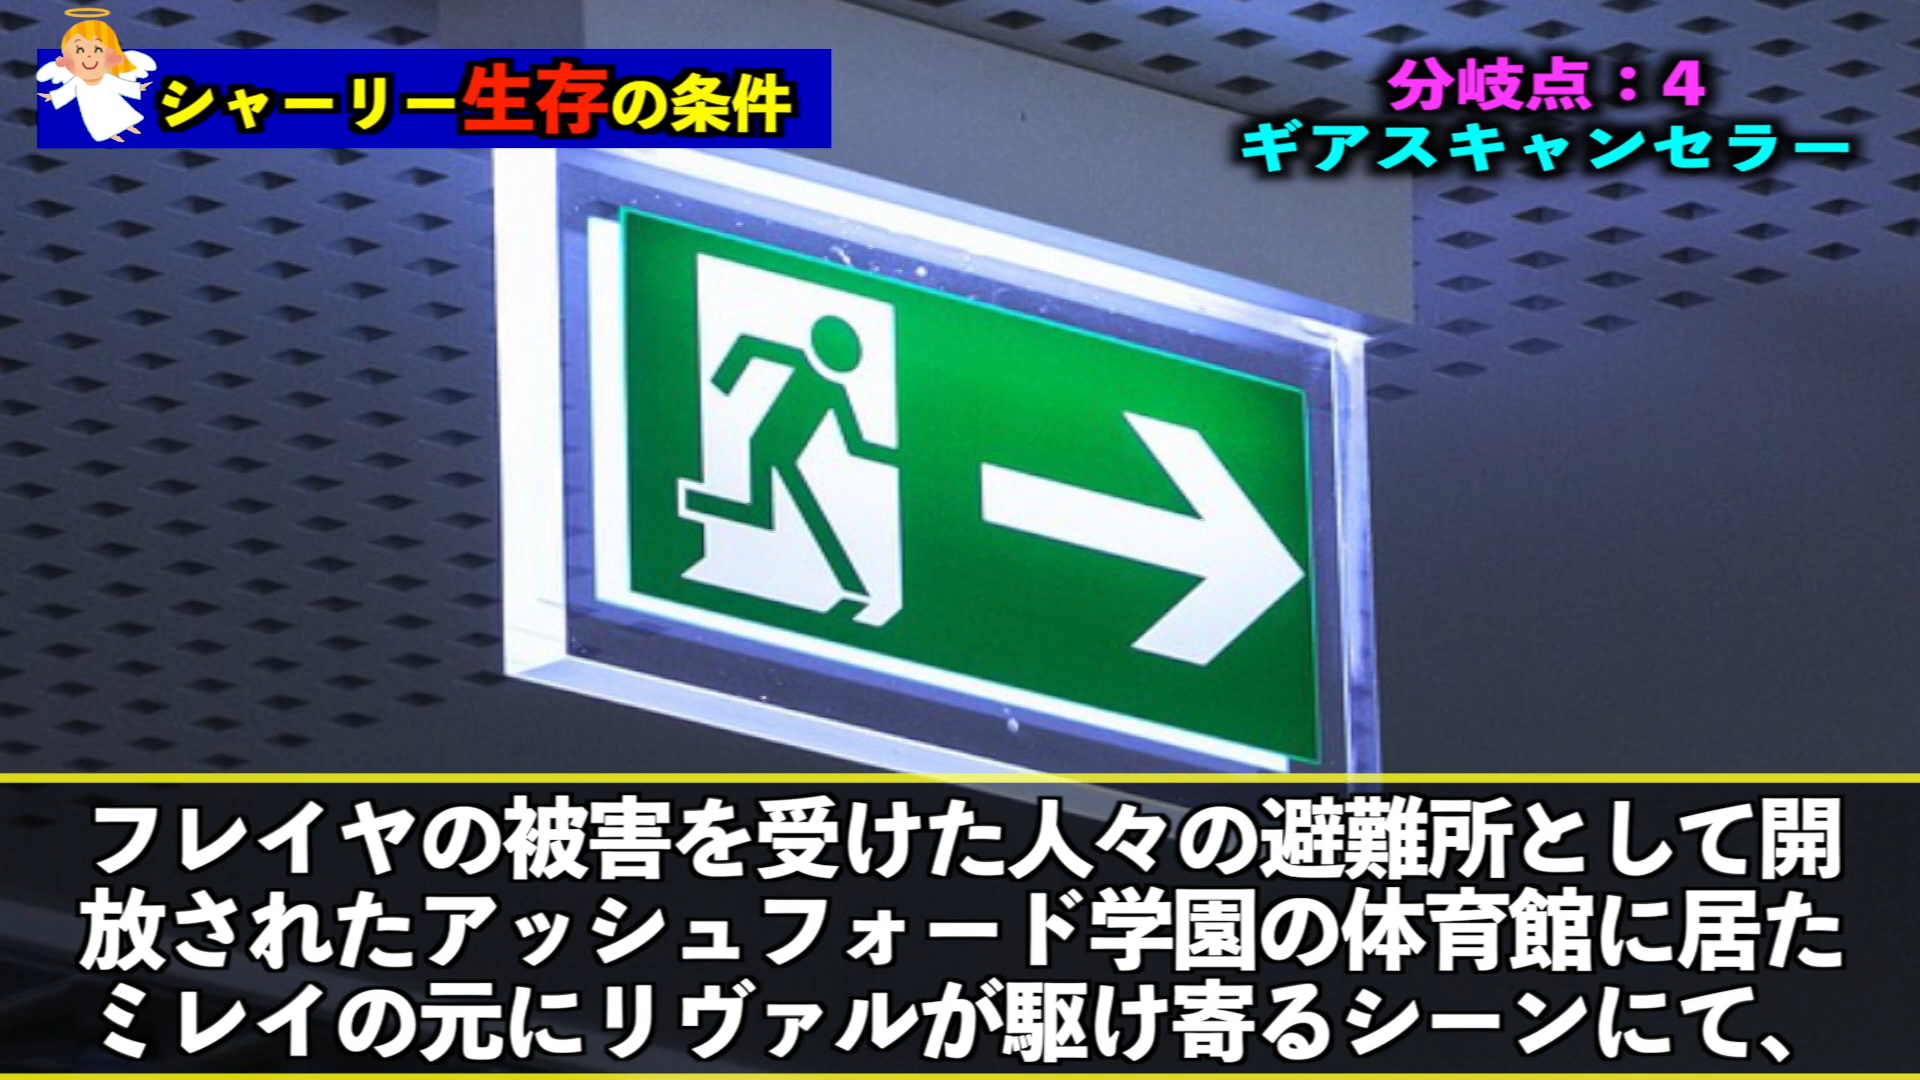 シャーリー生存の条件
分岐点：4
ギアスキャンセラー
フレイヤの被害を受けた人々の避難所として開
放されたアッシュフォード学園の体育館に居た
ミレイの元にリヴァルが駆け寄るシーンにて、